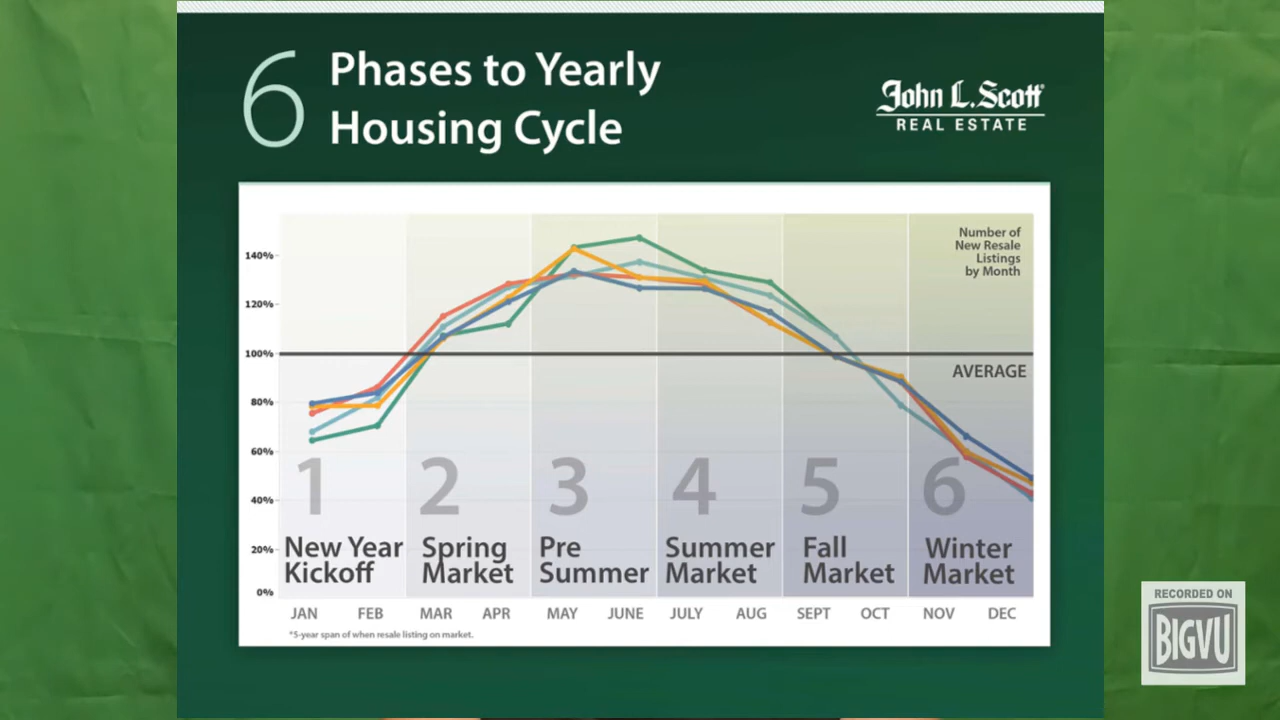 6
Phases to Yearly
Housing Cycle
John L. Scott®
REAL ESTATE
Number of
New Resale
Listings
by Month
140%
120%
100%
AVERAGE
80%
60%
40%
20%
0%
1 2 3 4 5 6
New Year
Kickoff
Spring
Market
Pre
Summer
Summer
Market
Fall
Market
Winter
Market
JAN FEB MAR APR MAY JUNE JULY AUG SEPT OCT NOV DEC
*5-year span of when resale listing on market.
RECORDED ON
BIGVU